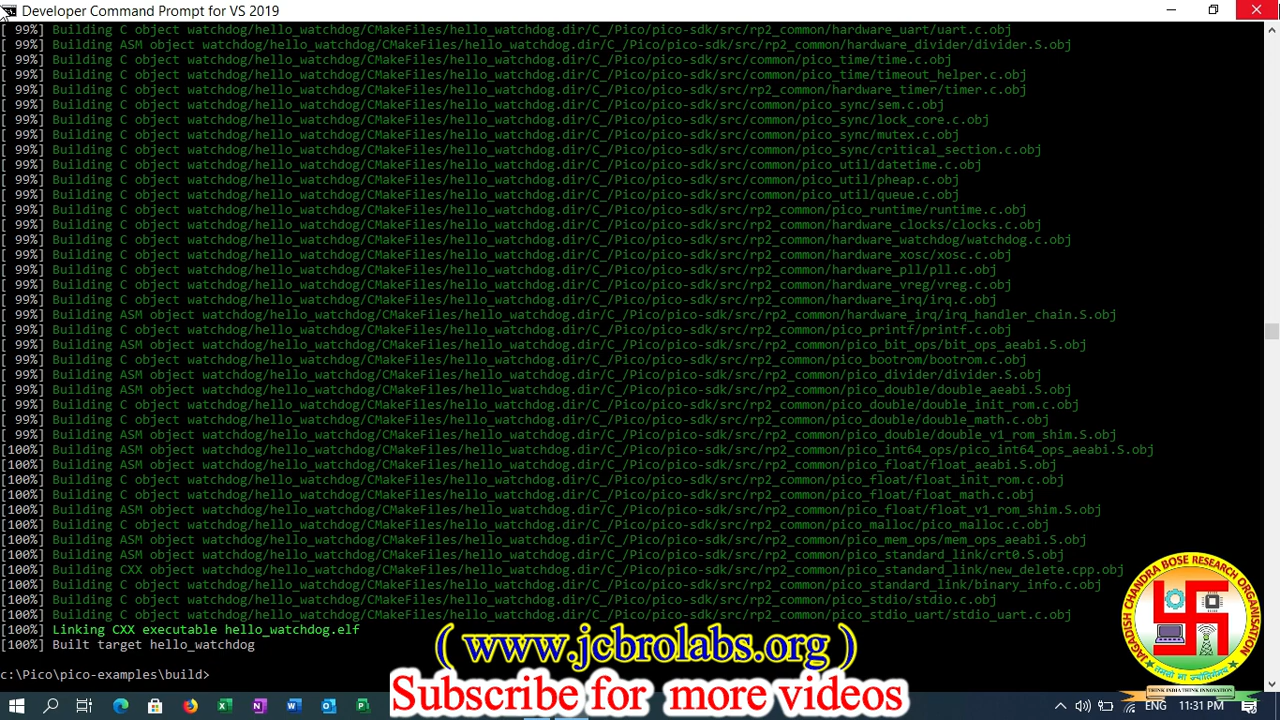 Developer Command Prompt for VS 2019
[ 99%] Building C object watchdog/hello_watchdog/CMakeFiles/hello_watchdog.dir/C_/Pico/pico-sdk/src/rp2_common/hardware_uart/uart.c.obj
[ 99%] Building ASM object watchdog/hello_watchdog/CMakeFiles/hello_watchdog.dir/C_/Pico/pico-sdk/src/rp2_common/hardware_divider/divider.S.obj
[ 99%] Building C object watchdog/hello_watchdog/CMakeFiles/hello_watchdog.dir/C_/Pico/pico-sdk/src/common/pico_time/time.c.obj
[ 99%] Building C object watchdog/hello_watchdog/CMakeFiles/hello_watchdog.dir/C_/Pico/pico-sdk/src/common/pico_time/timeout_helper.c.obj
[ 99%] Building C object watchdog/hello_watchdog/CMakeFiles/hello_watchdog.dir/C_/Pico/pico-sdk/src/rp2_common/hardware_timer/timer.c.obj
[ 99%] Building C object watchdog/hello_watchdog/CMakeFiles/hello_watchdog.dir/C_/Pico/pico-sdk/src/common/pico_sync/sem.c.obj
[ 99%] Building C object watchdog/hello_watchdog/CMakeFiles/hello_watchdog.dir/C_/Pico/pico-sdk/src/common/pico_sync/lock_core.c.obj
[ 99%] Building C object watchdog/hello_watchdog/CMakeFiles/hello_watchdog.dir/C_/Pico/pico-sdk/src/common/pico_sync/mutex.c.obj
[ 99%] Building C object watchdog/hello_watchdog/CMakeFiles/hello_watchdog.dir/C_/Pico/pico-sdk/src/common/pico_sync/critical_section.c.obj
[ 99%] Building C object watchdog/hello_watchdog/CMakeFiles/hello_watchdog.dir/C_/Pico/pico-sdk/src/common/pico_util/datetime.c.obj
[ 99%] Building C object watchdog/hello_watchdog/CMakeFiles/hello_watchdog.dir/C_/Pico/pico-sdk/src/common/pico_util/pheap.c.obj
[ 99%] Building C object watchdog/hello_watchdog/CMakeFiles/hello_watchdog.dir/C_/Pico/pico-sdk/src/common/pico_util/queue.c.obj
[ 99%] Building C object watchdog/hello_watchdog/CMakeFiles/hello_watchdog.dir/C_/Pico/pico-sdk/src/rp2_common/pico_runtime/runtime.c.obj
[ 99%] Building C object watchdog/hello_watchdog/CMakeFiles/hello_watchdog.dir/C_/Pico/pico-sdk/src/rp2_common/hardware_clocks/clocks.c.obj
[ 99%] Building C object watchdog/hello_watchdog/CMakeFiles/hello_watchdog.dir/C_/Pico/pico-sdk/src/rp2_common/hardware_watchdog/watchdog.c.obj
[ 99%] Building C object watchdog/hello_watchdog/CMakeFiles/hello_watchdog.dir/C_/Pico/pico-sdk/src/rp2_common/hardware_xosc/xosc.c.obj
[ 99%] Building C object watchdog/hello_watchdog/CMakeFiles/hello_watchdog.dir/C_/Pico/pico-sdk/src/rp2_common/hardware_pll/pll.c.obj
[ 99%] Building C object watchdog/hello_watchdog/CMakeFiles/hello_watchdog.dir/C_/Pico/pico-sdk/src/rp2_common/hardware_vreg/vreg.c.obj
[ 99%] Building C object watchdog/hello_watchdog/CMakeFiles/hello_watchdog.dir/C_/Pico/pico-sdk/src/rp2_common/hardware_irq/irq.c.obj
[ 99%] Building ASM object watchdog/hello_watchdog/CMakeFiles/hello_watchdog.dir/C_/Pico/pico-sdk/src/rp2_common/hardware_irq/irq_handler_chain.S.obj
[ 99%] Building C object watchdog/hello_watchdog/CMakeFiles/hello_watchdog.dir/C_/Pico/pico-sdk/src/rp2_common/pico_printf/printf.c.obj
[ 99%] Building ASM object watchdog/hello_watchdog/CMakeFiles/hello_watchdog.dir/C_/Pico/pico-sdk/src/rp2_common/pico_bit_ops/bit_ops_aeabi.S.obj
[ 99%] Building C object watchdog/hello_watchdog/CMakeFiles/hello_watchdog.dir/C_/Pico/pico-sdk/src/rp2_common/pico_bootrom/bootrom.c.obj
[ 99%] Building ASM object watchdog/hello_watchdog/CMakeFiles/hello_watchdog.dir/C_/Pico/pico-sdk/src/rp2_common/pico_divider/divider.S.obj
[ 99%] Building ASM object watchdog/hello_watchdog/CMakeFiles/hello_watchdog.dir/C_/Pico/pico-sdk/src/rp2_common/pico_double/double_aeabi.S.obj
[ 99%] Building C object watchdog/hello_watchdog/CMakeFiles/hello_watchdog.dir/C_/Pico/pico-sdk/src/rp2_common/pico_double/double_init_rom.c.obj
[ 99%] Building C object watchdog/hello_watchdog/CMakeFiles/hello_watchdog.dir/C_/Pico/pico-sdk/src/rp2_common/pico_double/double_math.c.obj
[ 99%] Building ASM object watchdog/hello_watchdog/CMakeFiles/hello_watchdog.dir/C_/Pico/pico-sdk/src/rp2_common/pico_double/double_v1_rom_shim.S.obj
[100%] Building ASM object watchdog/hello_watchdog/CMakeFiles/hello_watchdog.dir/C_/Pico/pico-sdk/src/rp2_common/pico_int64_ops/pico_int64_ops_aeabi.S.obj
[100%] Building ASM object watchdog/hello_watchdog/CMakeFiles/hello_watchdog.dir/C_/Pico/pico-sdk/src/rp2_common/pico_float/float_aeabi.S.obj
[100%] Building C object watchdog/hello_watchdog/CMakeFiles/hello_watchdog.dir/C_/Pico/pico-sdk/src/rp2_common/pico_float/float_init_rom.c.obj
[100%] Building C object watchdog/hello_watchdog/CMakeFiles/hello_watchdog.dir/C_/Pico/pico-sdk/src/rp2_common/pico_float/float_math.c.obj
[100%] Building ASM object watchdog/hello_watchdog/CMakeFiles/hello_watchdog.dir/C_/Pico/pico-sdk/src/rp2_common/pico_float/float_v1_rom_shim.S.obj
[100%] Building C object watchdog/hello_watchdog/CMakeFiles/hello_watchdog.dir/C_/Pico/pico-sdk/src/rp2_common/pico_malloc/pico_malloc.c.obj
[100%] Building ASM object watchdog/hello_watchdog/CMakeFiles/hello_watchdog.dir/C_/Pico/pico-sdk/src/rp2_common/pico_mem_ops/mem_ops_aeabi.S.obj
[100%] Building ASM object watchdog/hello_watchdog/CMakeFiles/hello_watchdog.dir/C_/Pico/pico-sdk/src/rp2_common/pico_standard_link/crt0.S.obj
[100%] Building CXX object watchdog/hello_watchdog/CMakeFiles/hello_watchdog.dir/C_/Pico/pico-sdk/src/rp2_common/pico_standard_link/new_delete.cpp.obj
[100%] Building C object watchdog/hello_watchdog/CMakeFiles/hello_watchdog.dir/C_/Pico/pico-sdk/src/rp2_common/pico_standard_link/binary_info.c.obj
[100%] Building C object watchdog/hello_watchdog/CMakeFiles/hello_watchdog.dir/C_/Pico/pico-sdk/src/rp2_common/pico_stdio/stdio.c.obj
[100%] Building C object watchdog/hello_watchdog/CMakeFiles/hello_watchdog.dir/C_/Pico/pico-sdk/src/rp2_common/pico_stdio_uart/stdio_uart.c.obj
[100%] Linking CXX executable hello_watchdog.elf
[100%] Built target hello_watchdog
c:\Pico\pico-examples\build>
( www.jcbrolabs.org )
Subscribe for more videos
JAGADISH CHANDRA BOSE RESEARCH ORGANISATION
THINK INDIA THINK INNOVATION
ENG
11:31 PM